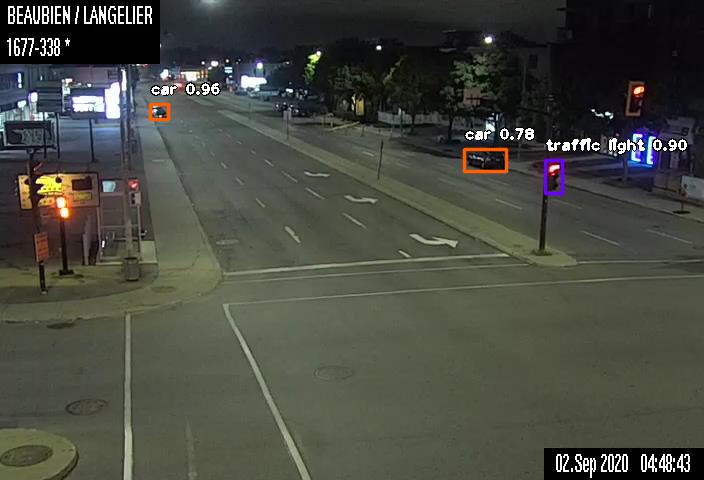 BEAUBIEN / LANGELIER
1677-338 *
car 0.96
car 0.78
traffic light 0.90
02.Sep 2020 04:48:43